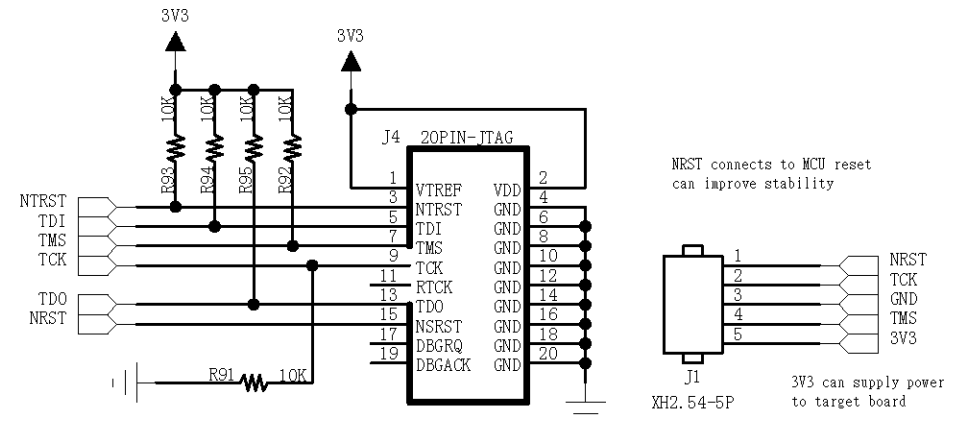 3V3
3V3
10K
10K
10K
10K
R93
R94
R95
R92
J4 20PIN-JTAG
1 VTREF VDD 2
3 NTRST GND 4
5 TDI GND 6
7 TMS GND 8
9 TCK GND 10
11 RTCK GND 12
13 TDO GND 14
15 NSRST GND 16
17 DBGRQ GND 18
19 DBGACK GND 20
NTRST
TDI
TMS
TCK
TDO
NRST
R91 10K
NRST connects to MCU reset
can improve stability
1 NRST
2 TCK
3 GND
4 TMS
5 3V3
J1
XH2.54-5P
3V3 can supply power
to target board